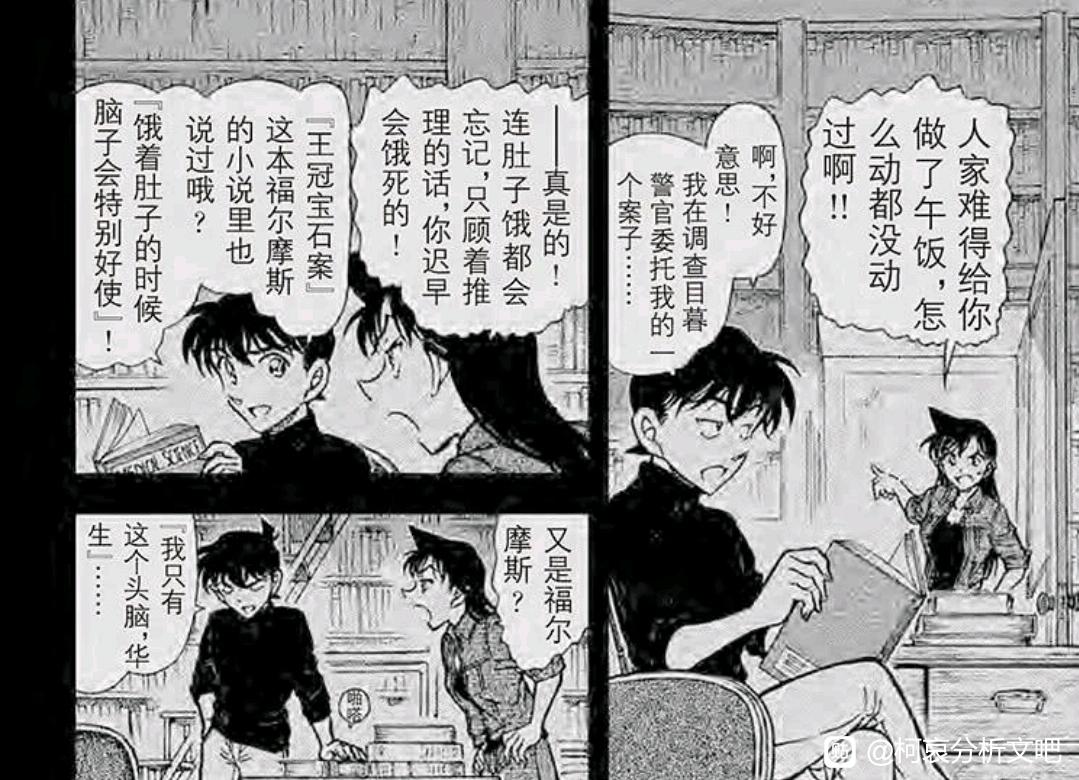 人家难得给你
做了午饭，怎
么动都没动
过啊！！
啊，不好
意思！
我在调查目暮
警官委托我的一
个案子……
——真是的！
连肚子饿都会
忘记，只顾着推
理的话，你迟早
会饿死的！
『王冠宝石案』
这本福尔摩斯
的小说里也
说过哦？
『饿着肚子的时候
脑子会特别好使』！
MEDICAL SCIENCE
又是福尔
摩斯？
啪嗒
『我只有
这个头脑，华
生』……
@柯哀分析文吧